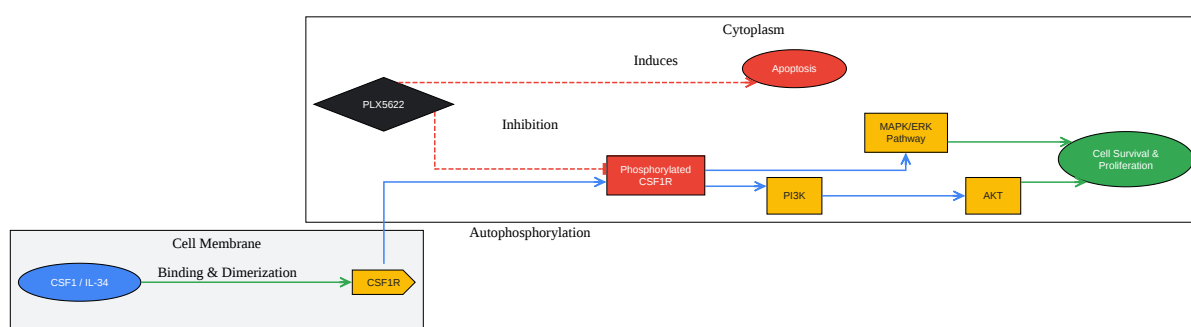 Cytoplasm
Induces
Apoptosis
PLX5622
Inhibition
MAPK/ERK
Pathway
Cell Survival &
Proliferation
Phosphorylated
CSF1R
PI3K
AKT
Autophosphorylation
Cell Membrane
Binding & Dimerization
CSF1 / IL-34
CSF1R